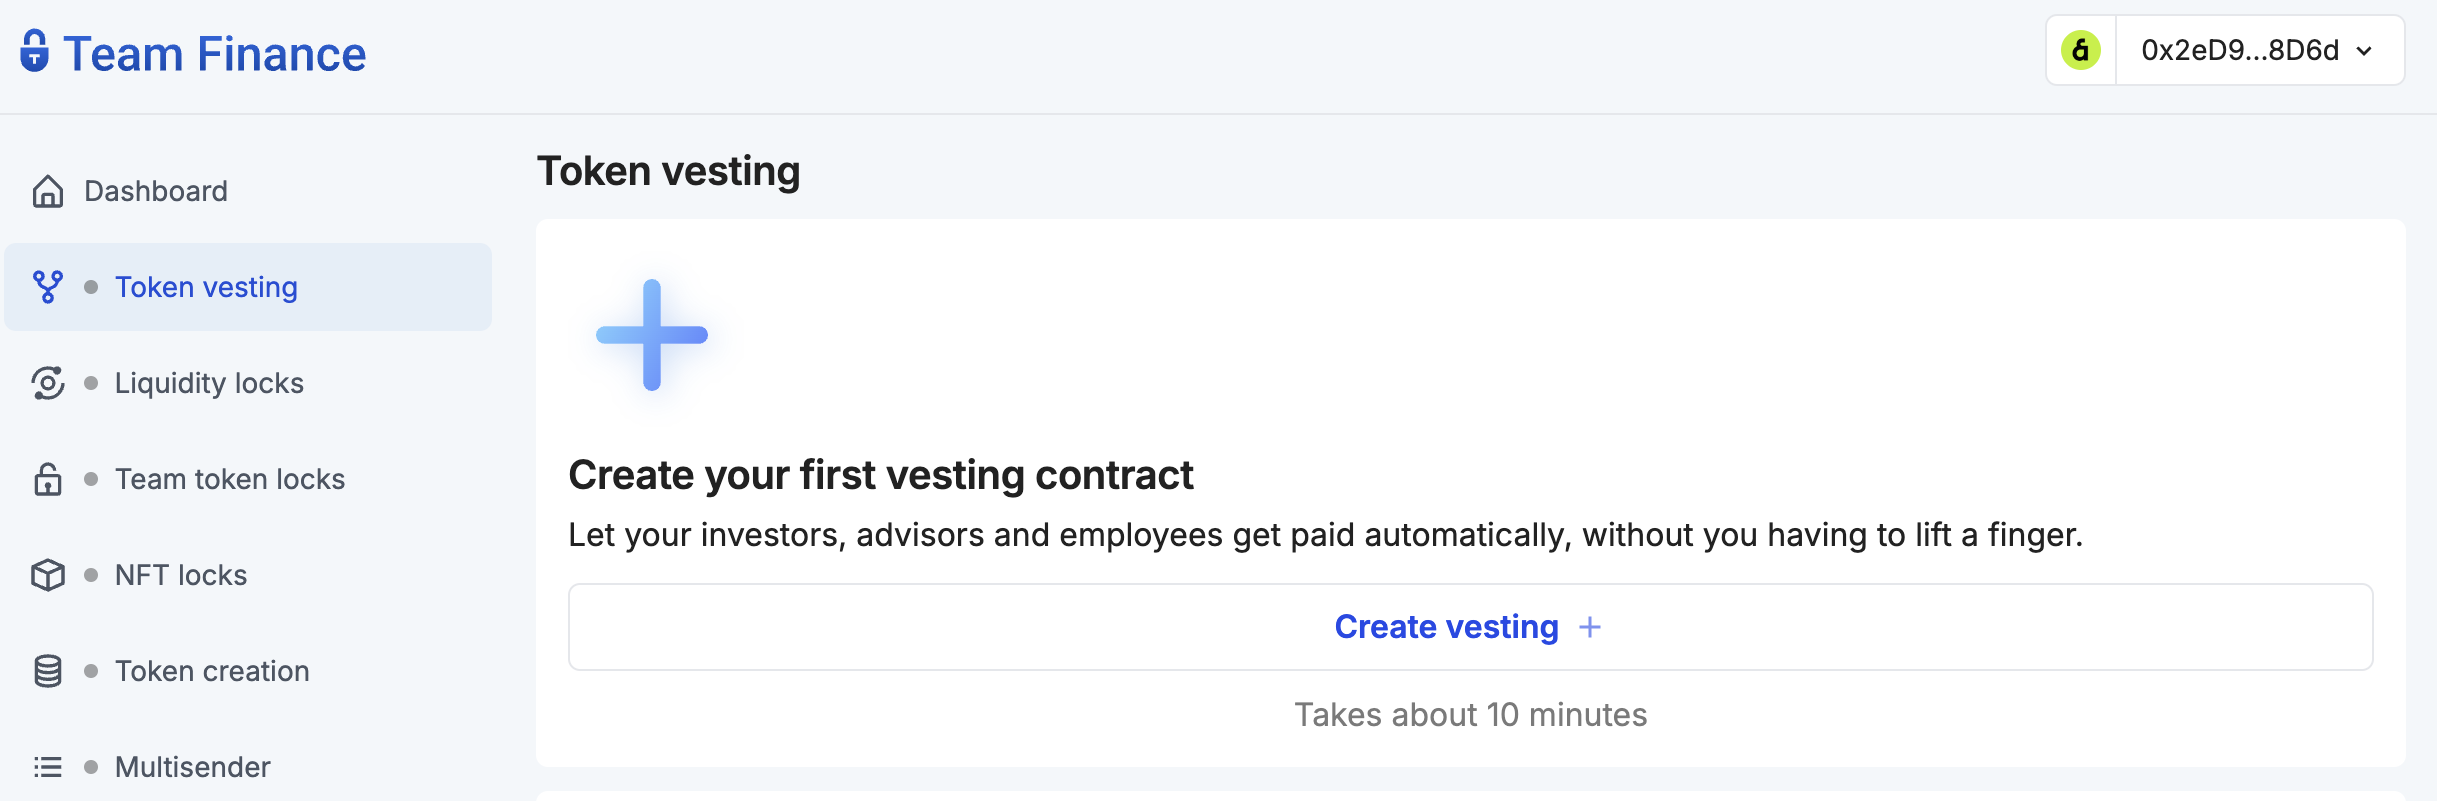 Team Finance
0x2eD9...8D6d
Dashboard
Token vesting
Liquidity locks
Team token locks
NFT locks
Token creation
Multisender
Token vesting
Create your first vesting contract
Let your investors, advisors and employees get paid automatically, without you having to lift a finger.
Create vesting +
Takes about 10 minutes